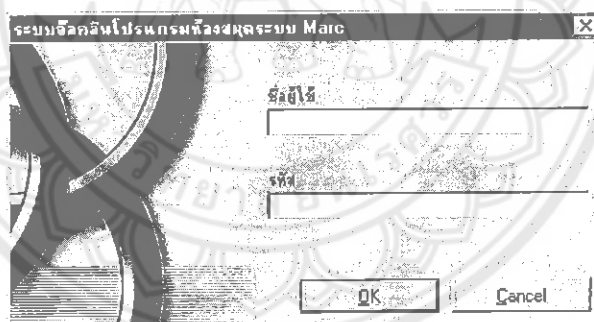 ระบบล๊อกอินโปรแกรมห้องสมุดระบบ Marc
ชื่อผู้ใช้
รหัส
OK
Cancel